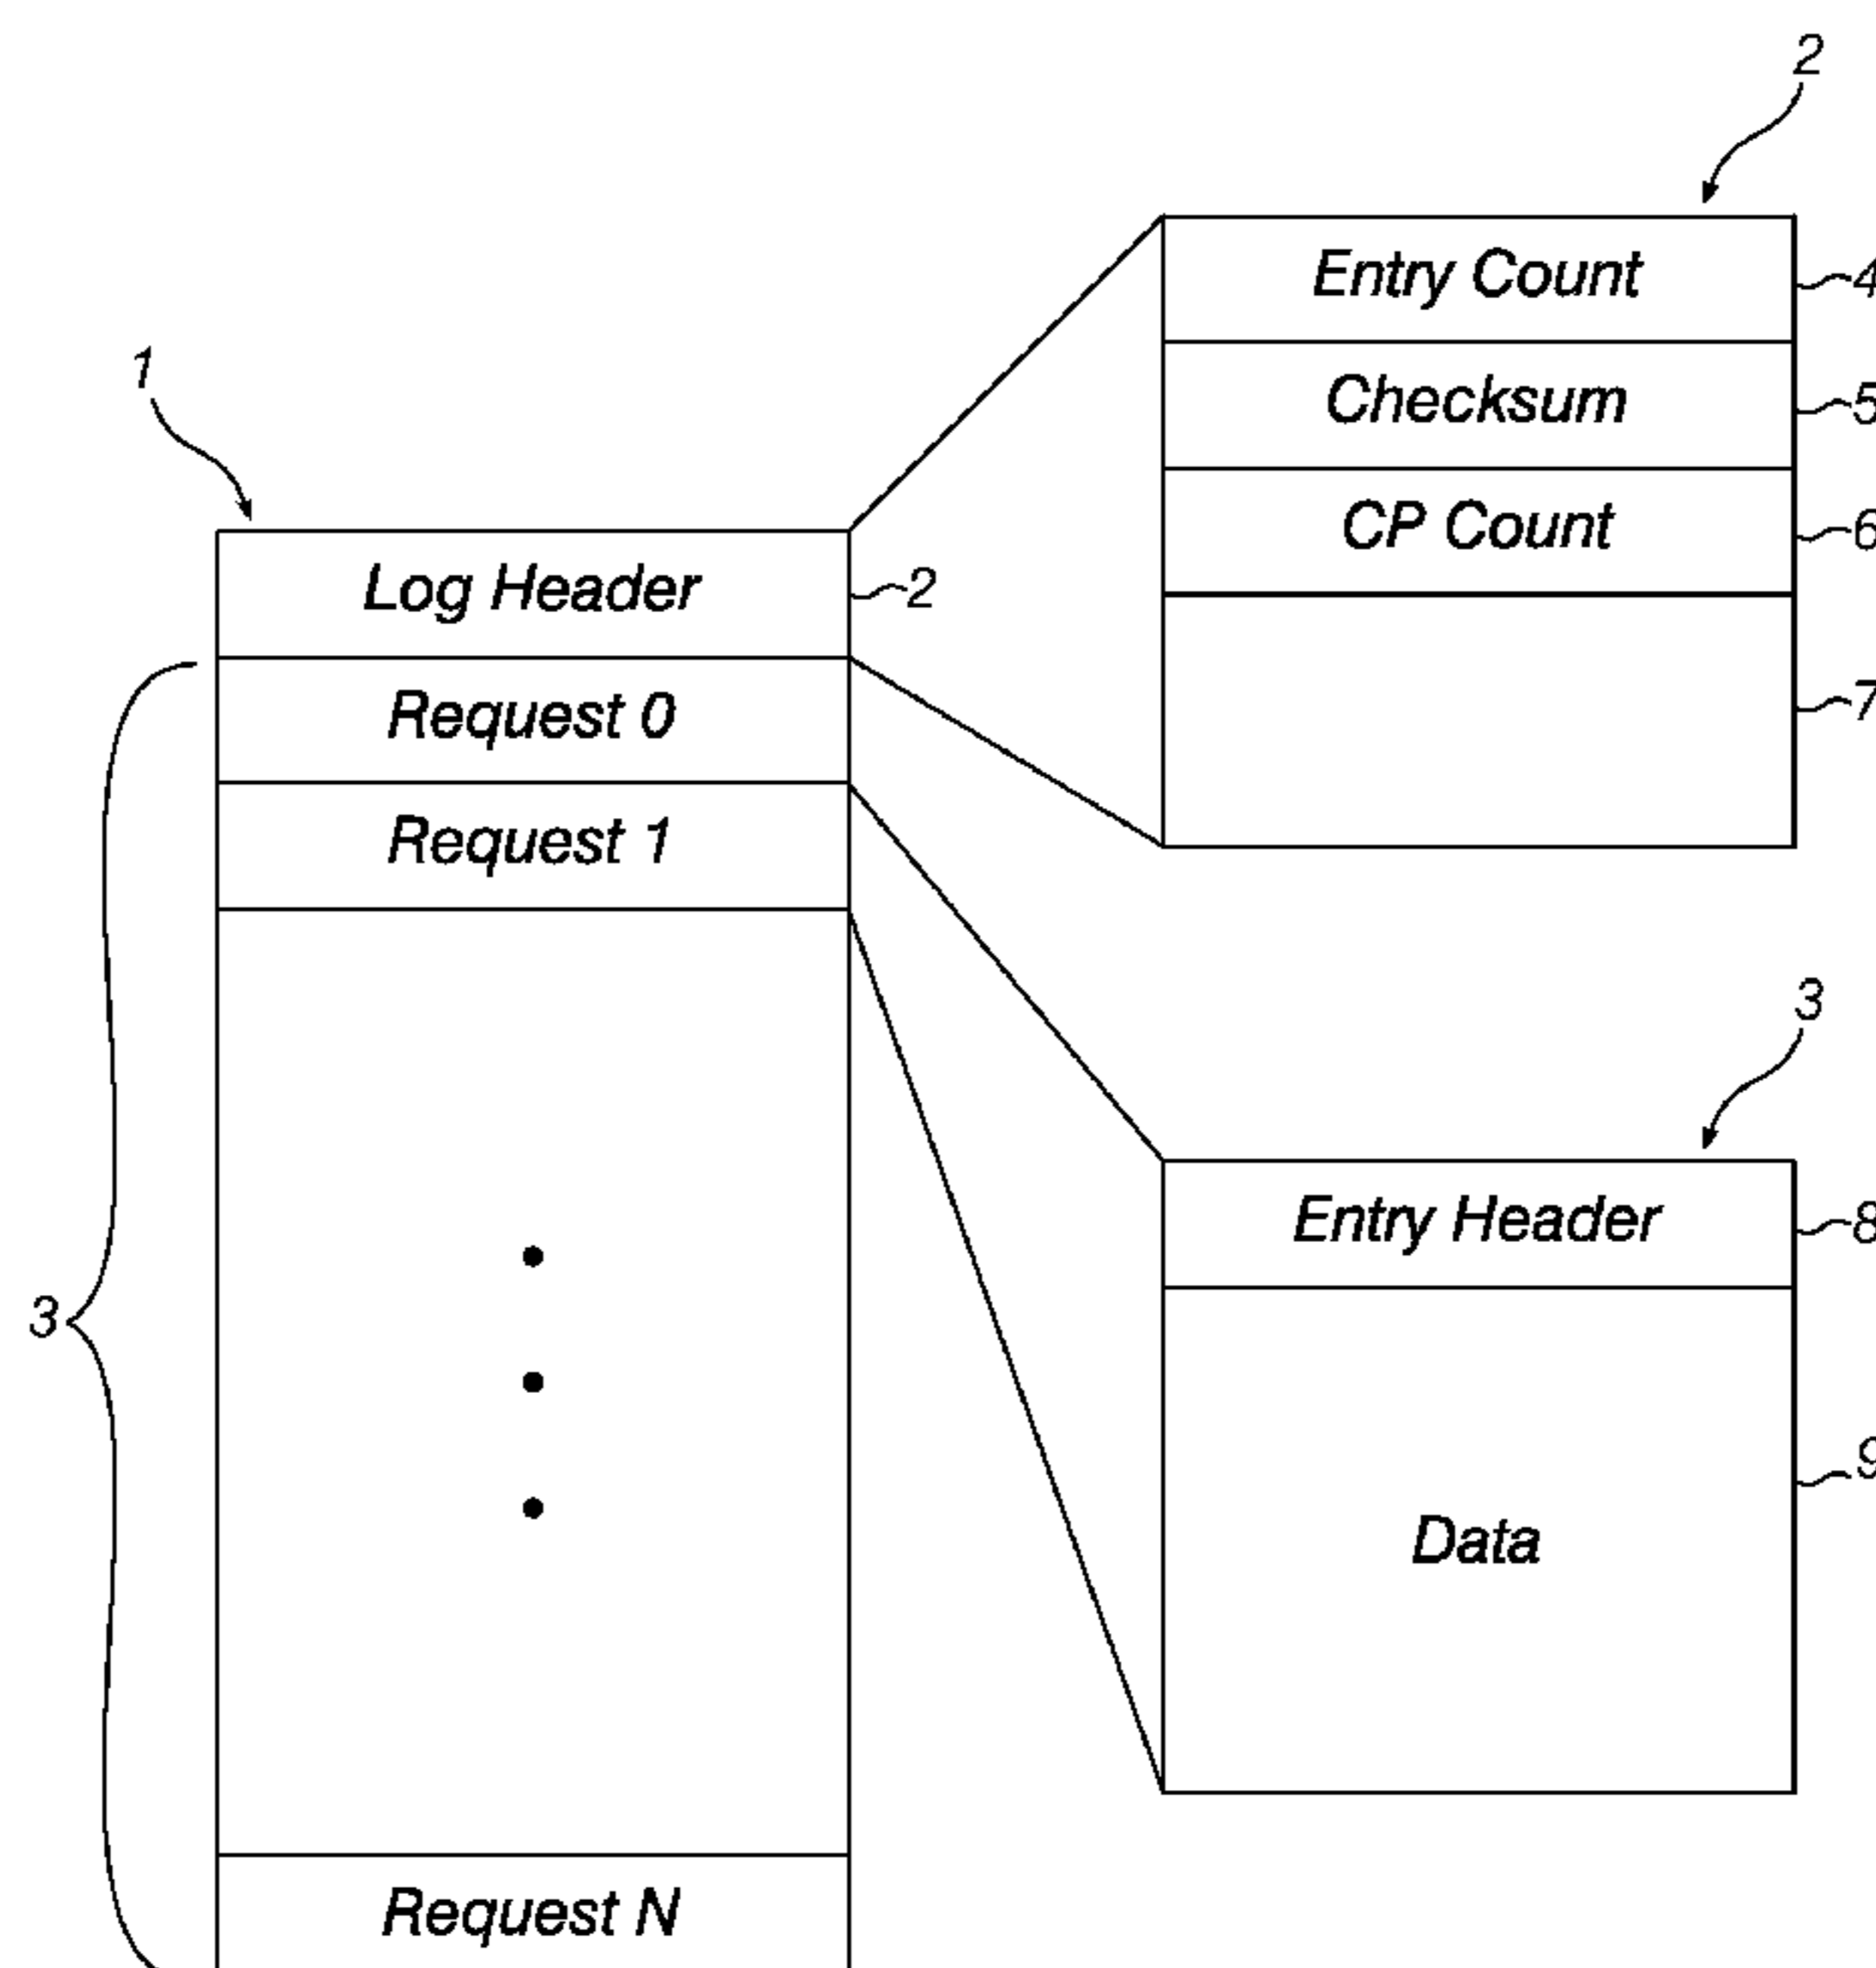 2
Entry Count 4
Checksum 5
CP Count 6
7
1
Log Header 2
Request 0
Request 1
3
Request N
3
Entry Header 8
Data 9